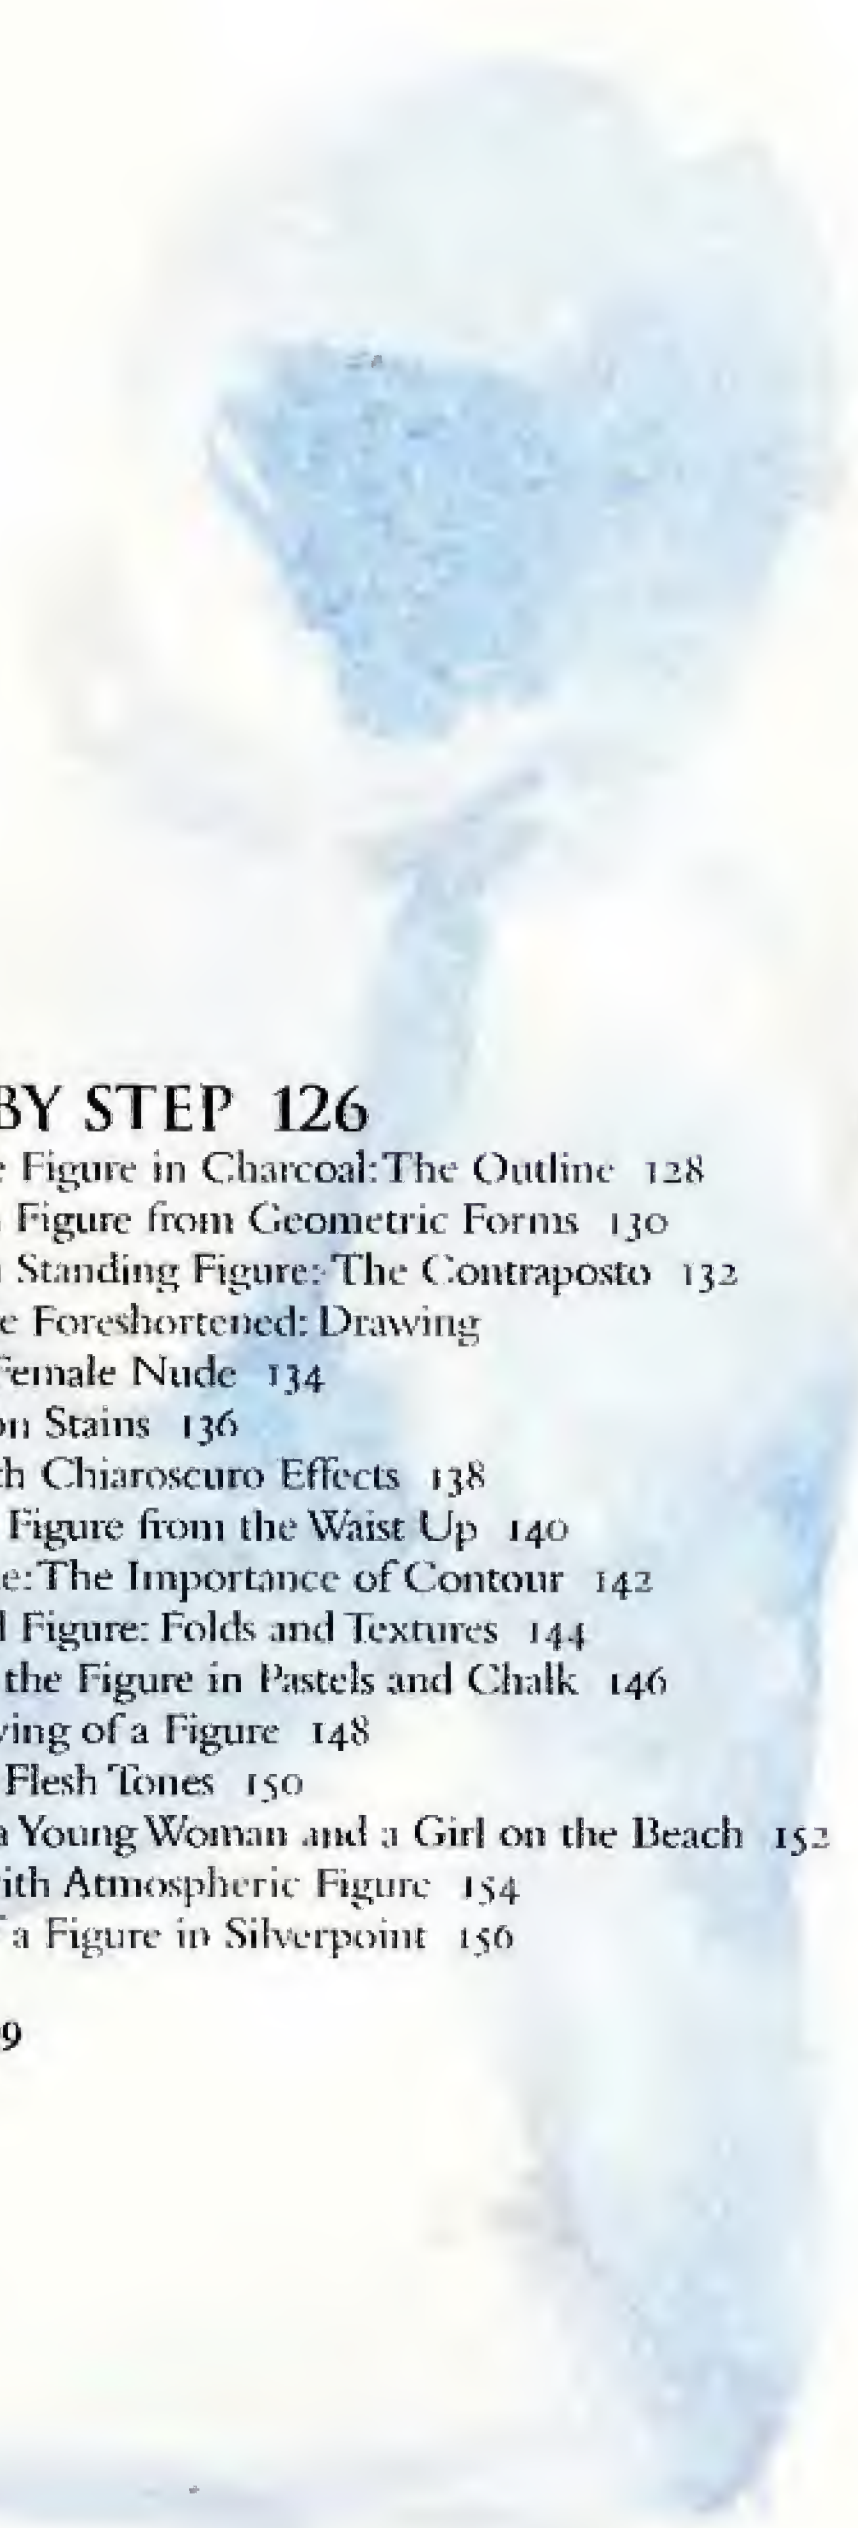 BY STEP 126
Figure in Charcoal: The Outline 128
Figure from Geometric Forms 130
Standing Figure: The Contraposto 132
e Foreshortened: Drawing
Female Nude 134
on Stains 136
th Chiaroscuro Effects 138
Figure from the Waist Up 140
e: The Importance of Contour 142
d Figure: Folds and Textures 144
the Figure in Pastels and Chalk 146
ving of a Figure 148
Flesh Tones 150
a Young Woman and a Girl on the Beach 152
ith Atmospheric Figure 154
f a Figure in Silverpoint 156
9